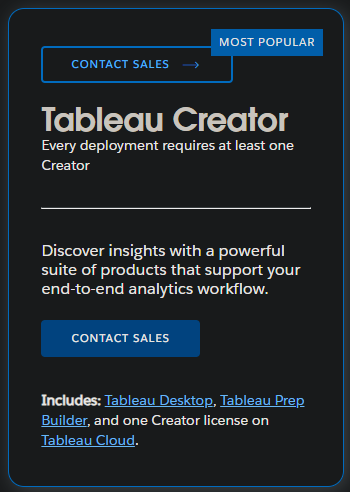 MOST POPULAR
CONTACT SALES
Tableau Creator
Every deployment requires at least one
Creator
Discover insights with a powerful
suite of products that support your
end-to-end analytics workflow.
CONTACT SALES
Includes: Tableau Desktop, Tableau Prep
Builder, and one Creator license on
Tableau Cloud.